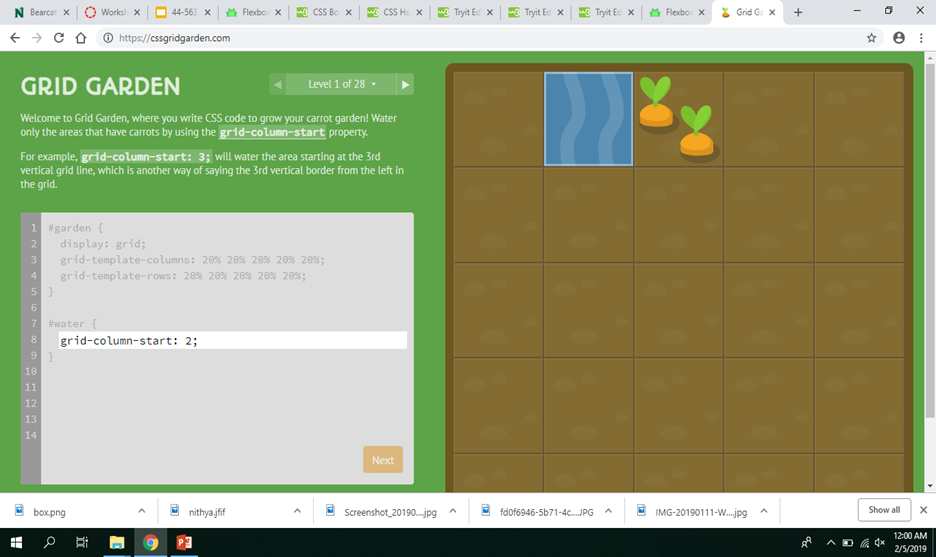 Bearcat
Worksh
44-563
Flexbo
CSS Bo
CSS Ho
Tryit Ed
Tryit Ed
Tryit Ed
Flexbo
Grid Ga
https://cssgridgarden.com
GRID GARDEN
Level 1 of 28
Welcome to Grid Garden, where you write CSS code to grow your carrot garden! Water
only the areas that have carrots by using the grid-column-start property.
For example, grid-column-start: 3; will water the area starting at the 3rd
vertical grid line, which is another way of saying the 3rd vertical border from the left in
the grid.
1 #garden {
2 display: grid;
3 grid-template-columns: 20% 20% 20% 20% 20%;
4 grid-template-rows: 20% 20% 20% 20% 20%;
5 }
6
7 #water {
8 grid-column-start: 2;
9 }
10
11
12
13
14
Next
box.png
nithya.jfif
Screenshot_20190....jpg
fd0f6946-5b71-4c....JPG
IMG-20190111-W....jpg
Show all
12:00 AM
2/5/2019